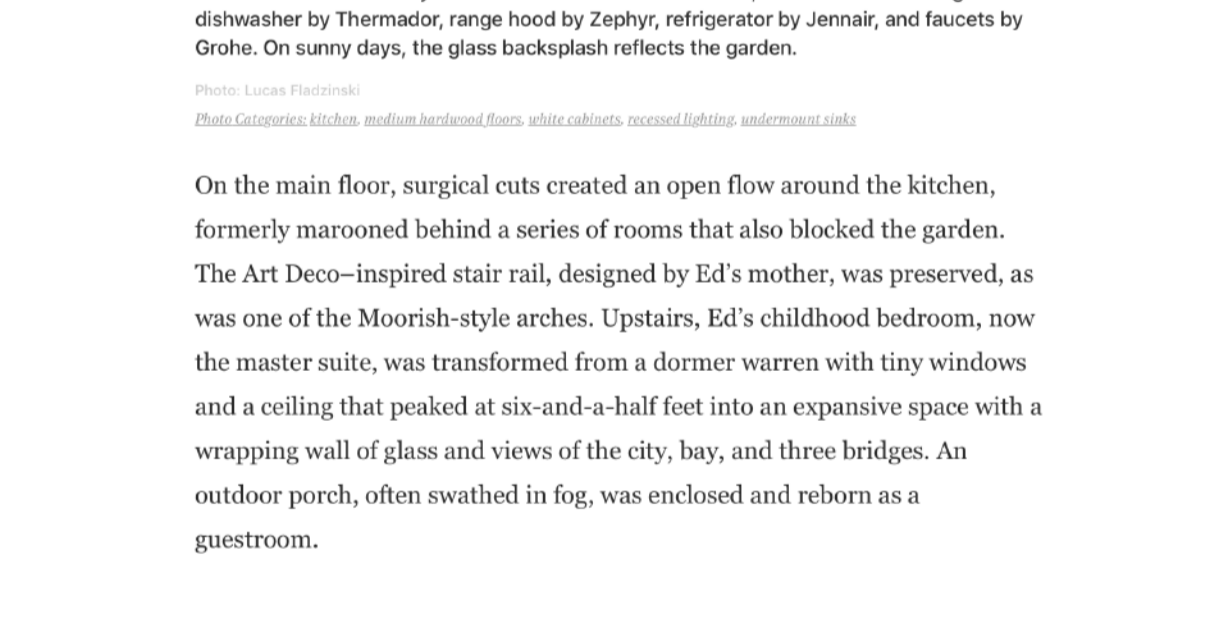 dishwasher by Thermador, range hood by Zephyr, refrigerator by Jennair, and faucets by
Grohe. On sunny days, the glass backsplash reflects the garden.
Photo: Lucas Fladzinski
Photo Categories: kitchen, medium hardwood floors, white cabinets, recessed lighting, undermount sinks
On the main floor, surgical cuts created an open flow around the kitchen,
formerly marooned behind a series of rooms that also blocked the garden.
The Art Deco–inspired stair rail, designed by Ed’s mother, was preserved, as
was one of the Moorish-style arches. Upstairs, Ed’s childhood bedroom, now
the master suite, was transformed from a dormer warren with tiny windows
and a ceiling that peaked at six-and-a-half feet into an expansive space with a
wrapping wall of glass and views of the city, bay, and three bridges. An
outdoor porch, often swathed in fog, was enclosed and reborn as a
guestroom.